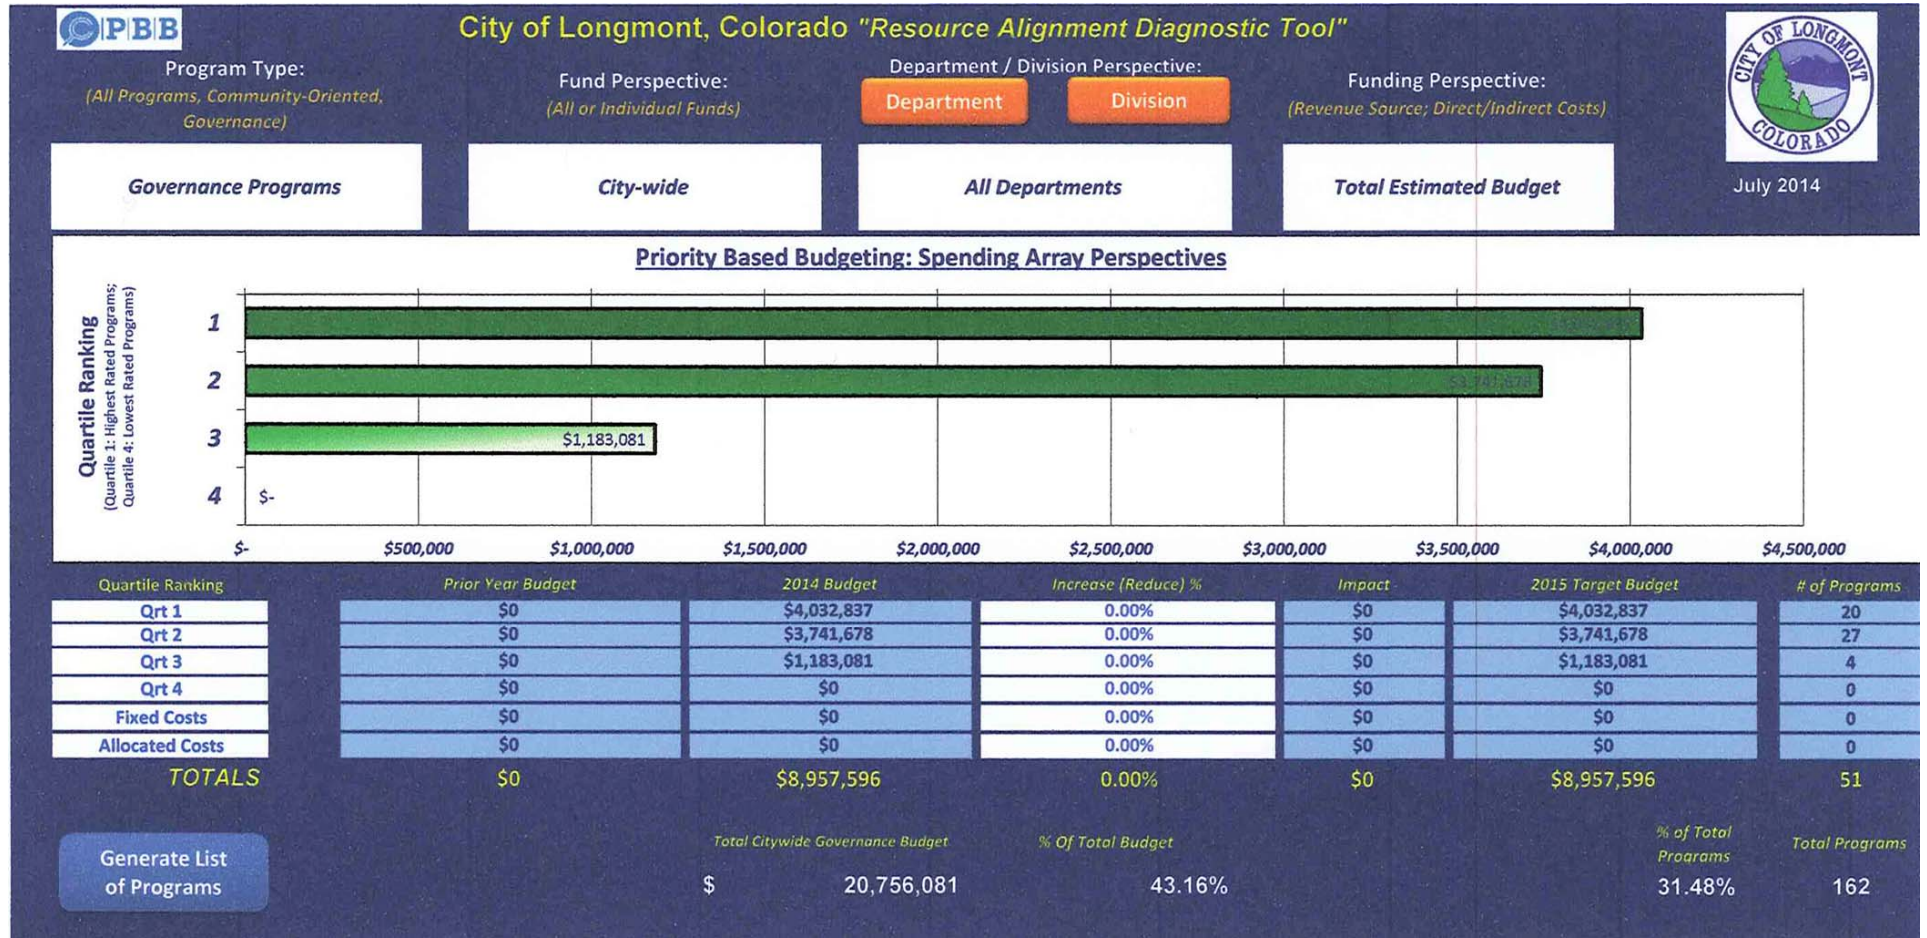 PBB
City of Longmont, Colorado "Resource Alignment Diagnostic Tool"
Program Type:
(All Programs, Community-Oriented,
Governance)
Fund Perspective:
(All or Individual Funds)
Department / Division Perspective:
Department
Division
Funding Perspective:
(Revenue Source; Direct/Indirect Costs)
CITY OF LONGMONT
COLORADO
Governance Programs
City-wide
All Departments
Total Estimated Budget
July 2014
Priority Based Budgeting: Spending Array Perspectives
Quartile Ranking
(Quartile 1: Highest Rated Programs;
Quartile 4: Lowest Rated Programs)
1
2
$3,741,678
3
$1,183,081
4
$-
$- $500,000 $1,000,000 $1,500,000 $2,000,000 $2,500,000 $3,000,000 $3,500,000 $4,000,000 $4,500,000
Quartile Ranking Prior Year Budget 2014 Budget Increase (Reduce) % Impact 2015 Target Budget # of Programs
Qrt 1 $0 $4,032,837 0.00% $0 $4,032,837 20
Qrt 2 $0 $3,741,678 0.00% $0 $3,741,678 27
Qrt 3 $0 $1,183,081 0.00% $0 $1,183,081 4
Qrt 4 $0 $0 0.00% $0 $0 0
Fixed Costs $0 $0 0.00% $0 $0 0
Allocated Costs $0 $0 0.00% $0 $0 0
TOTALS $0 $8,957,596 0.00% $0 $8,957,596 51
Generate List
of Programs
Total Citywide Governance Budget
$ 20,756,081
% Of Total Budget
43.16%
% of Total
Programs
31.48%
Total Programs
162